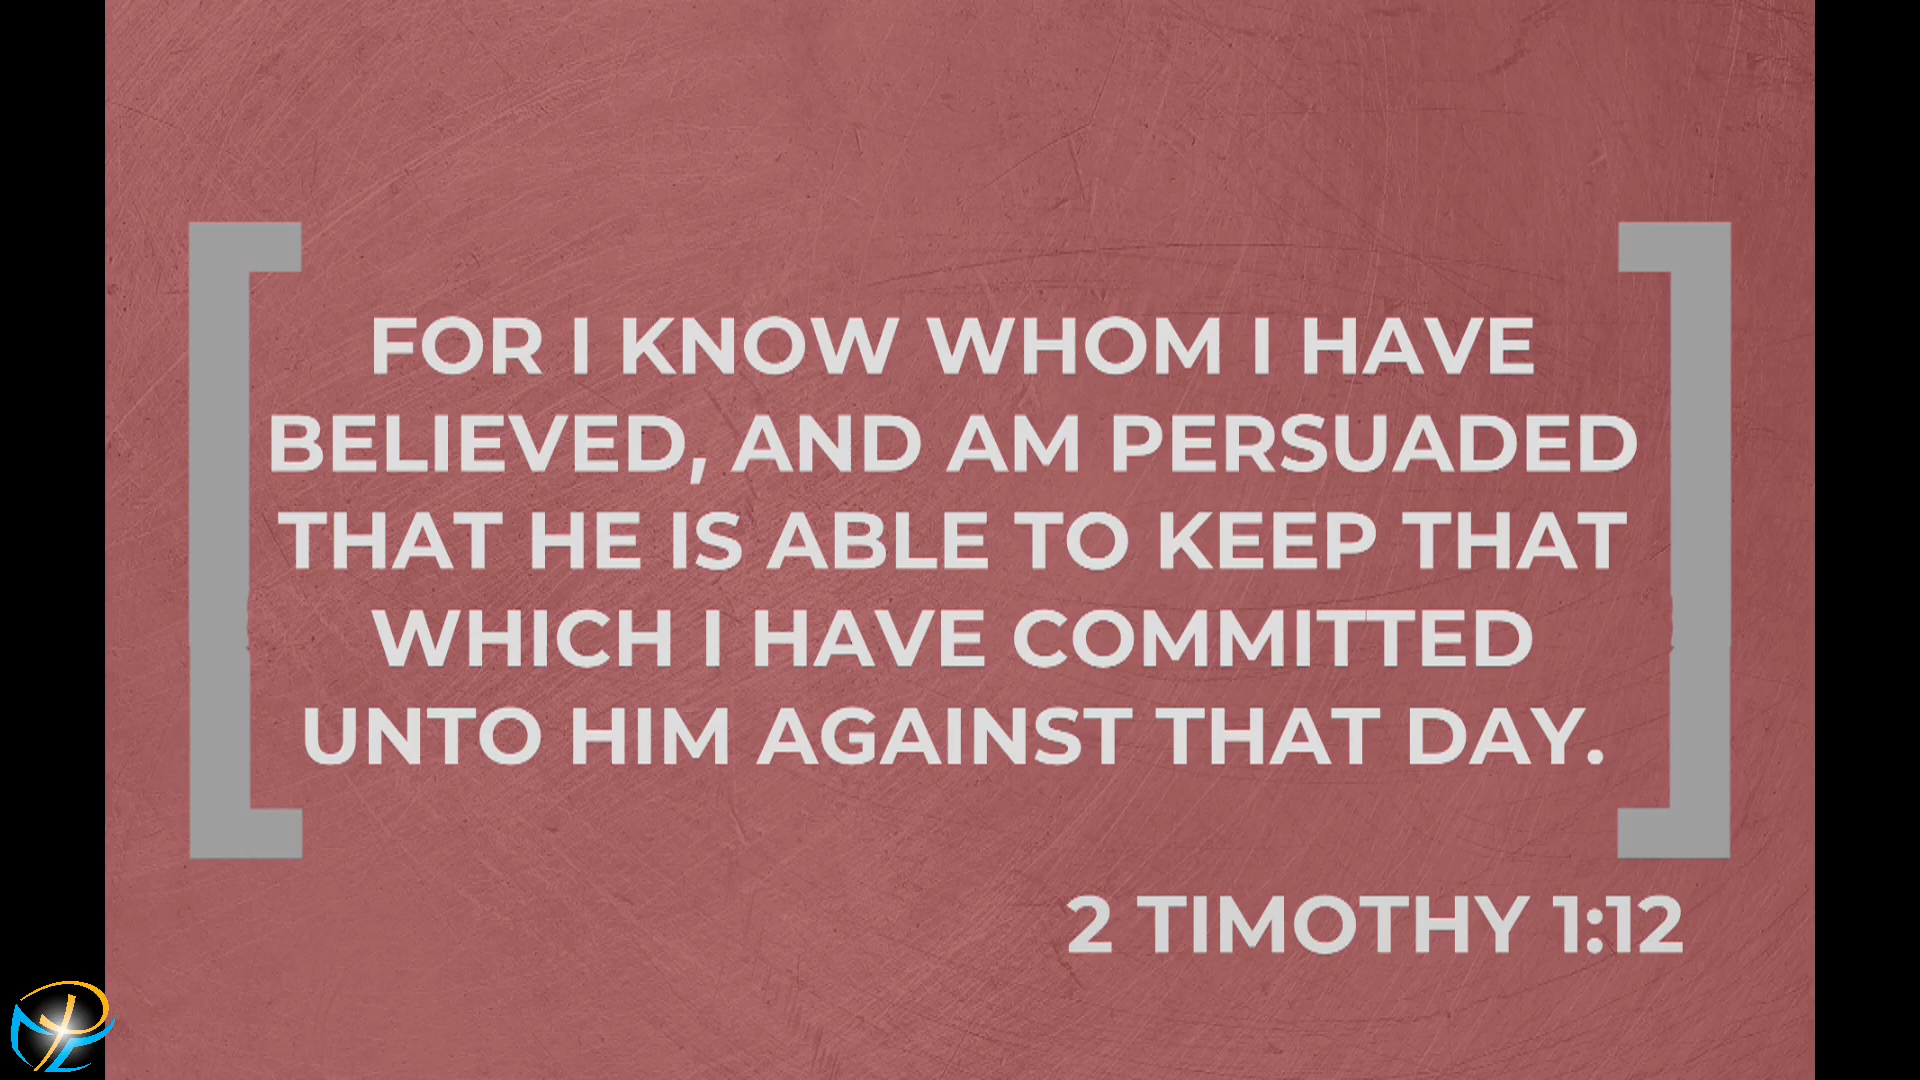 FOR I KNOW WHOM I HAVE
BELIEVED, AND AM PERSUADED
THAT HE IS ABLE TO KEEP THAT
WHICH I HAVE COMMITTED
UNTO HIM AGAINST THAT DAY.
2 TIMOTHY 1:12